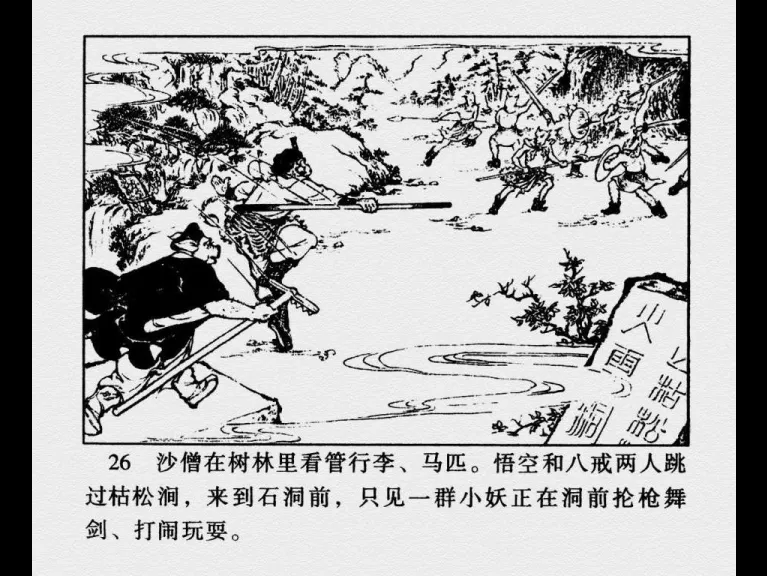 26 沙僧在树林里看管行李、马匹。悟空和八戒两人跳
过枯松涧，来到石洞前，只见一群小妖正在洞前抡枪舞
剑、打闹玩耍。